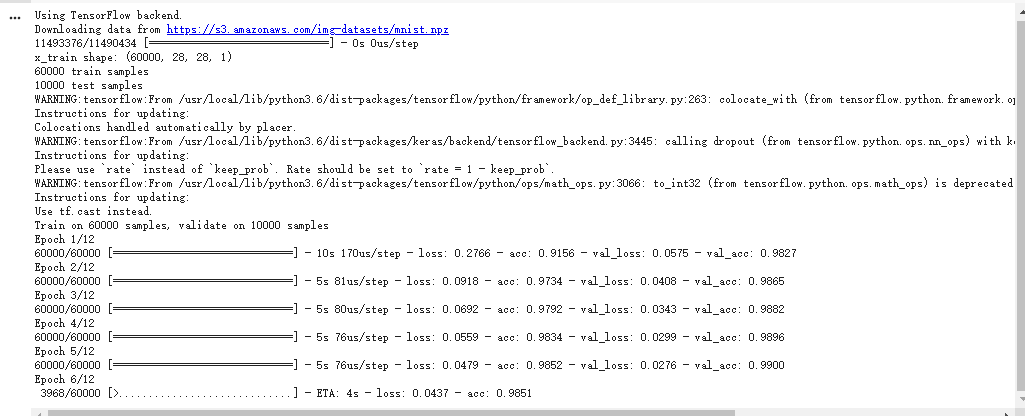 Using TensorFlow backend.
Downloading data from https://s3.amazonaws.com/img-datasets/mnist.npz
11493376/11490434 [==============================] - 0s 0us/step
x_train shape: (60000, 28, 28, 1)
60000 train samples
10000 test samples
WARNING:tensorflow:From /usr/local/lib/python3.6/dist-packages/tensorflow/python/framework/op_def_library.py:263: colocate_with (from tensorflow.python.framework.op
Instructions for updating:
Colocations handled automatically by placer.
WARNING:tensorflow:From /usr/local/lib/python3.6/dist-packages/keras/backend/tensorflow_backend.py:3445: calling dropout (from tensorflow.python.ops.nn_ops) with k
Instructions for updating:
Please use `rate` instead of `keep_prob`. Rate should be set to `rate = 1 - keep_prob`.
WARNING:tensorflow:From /usr/local/lib/python3.6/dist-packages/tensorflow/python/ops/math_ops.py:3066: to_int32 (from tensorflow.python.ops.math_ops) is deprecated
Instructions for updating:
Use tf.cast instead.
Train on 60000 samples, validate on 10000 samples
Epoch 1/12
60000/60000 [==============================] - 10s 170us/step - loss: 0.2766 - acc: 0.9156 - val_loss: 0.0575 - val_acc: 0.9827
Epoch 2/12
60000/60000 [==============================] - 5s 81us/step - loss: 0.0918 - acc: 0.9734 - val_loss: 0.0408 - val_acc: 0.9865
Epoch 3/12
60000/60000 [==============================] - 5s 80us/step - loss: 0.0692 - acc: 0.9792 - val_loss: 0.0343 - val_acc: 0.9882
Epoch 4/12
60000/60000 [==============================] - 5s 76us/step - loss: 0.0559 - acc: 0.9834 - val_loss: 0.0299 - val_acc: 0.9896
Epoch 5/12
60000/60000 [==============================] - 5s 76us/step - loss: 0.0479 - acc: 0.9852 - val_loss: 0.0276 - val_acc: 0.9900
Epoch 6/12
3968/60000 [>.............................] - ETA: 4s - loss: 0.0437 - acc: 0.9851